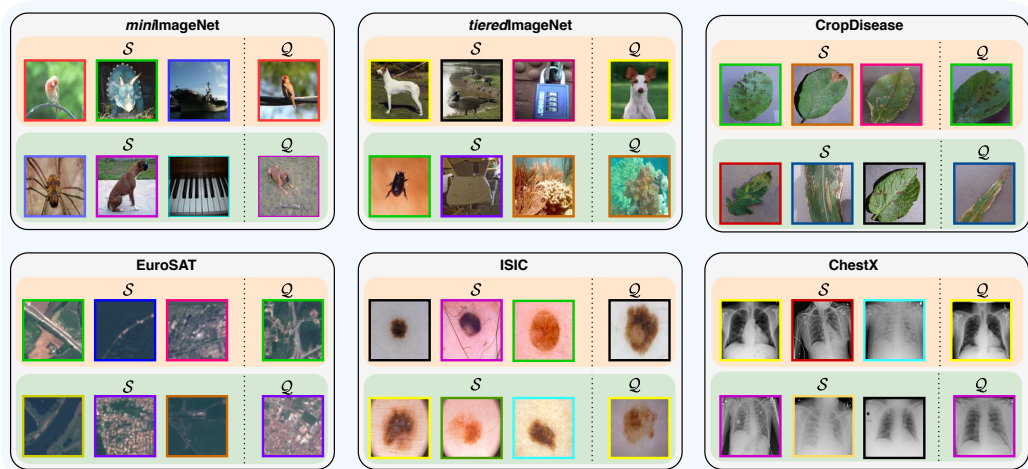 miniImageNet
S Q
S Q
tieredImageNet
S Q
S Q
CropDisease
S Q
S Q
EuroSAT
S Q
S Q
ISIC
S Q
S Q
ChestX
S Q
S Q